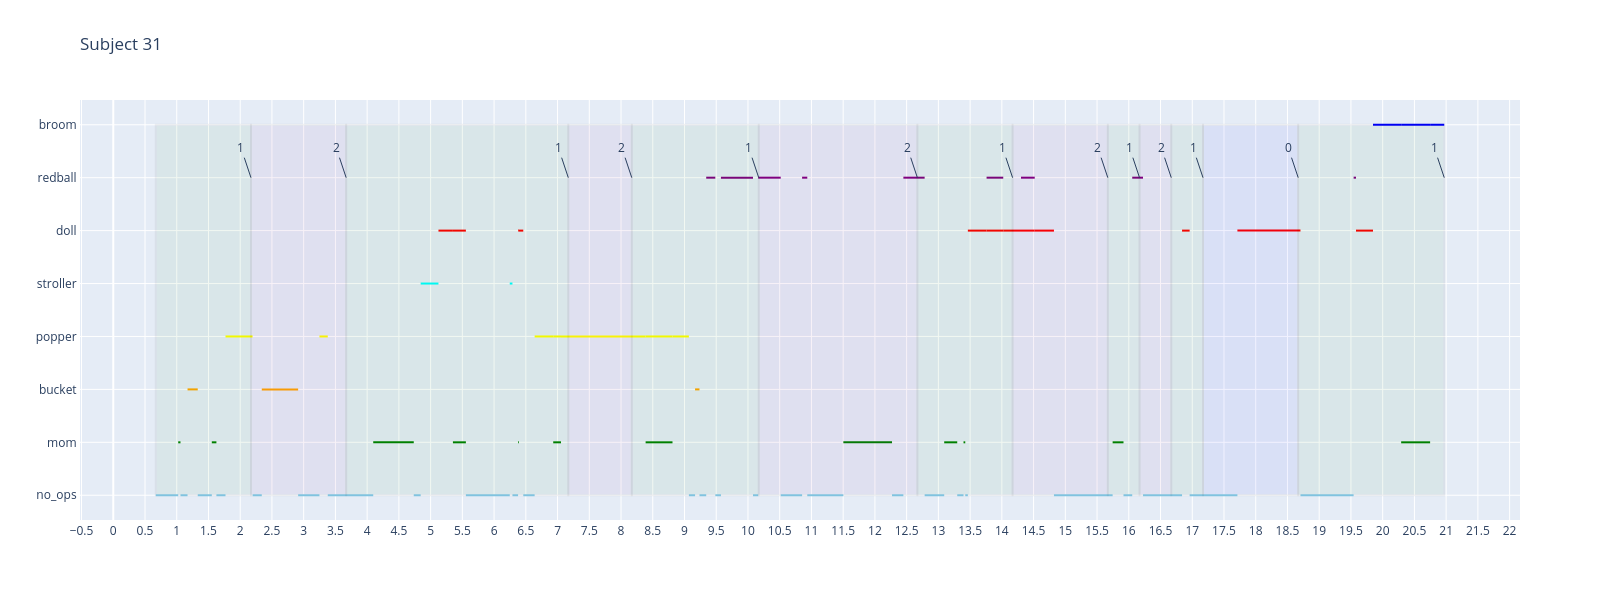 Subject 31
broom
1 2 1 2 1 2 1 2 1 2 1 0 1
redball
doll
stroller
popper
bucket
mom
no_ops
−0.5 0 0.5 1 1.5 2 2.5 3 3.5 4 4.5 5 5.5 6 6.5 7 7.5 8 8.5 9 9.5 10 10.5 11 11.5 12 12.5 13 13.5 14 14.5 15 15.5 16 16.5 17 17.5 18 18.5 19 19.5 20 20.5 21 21.5 22